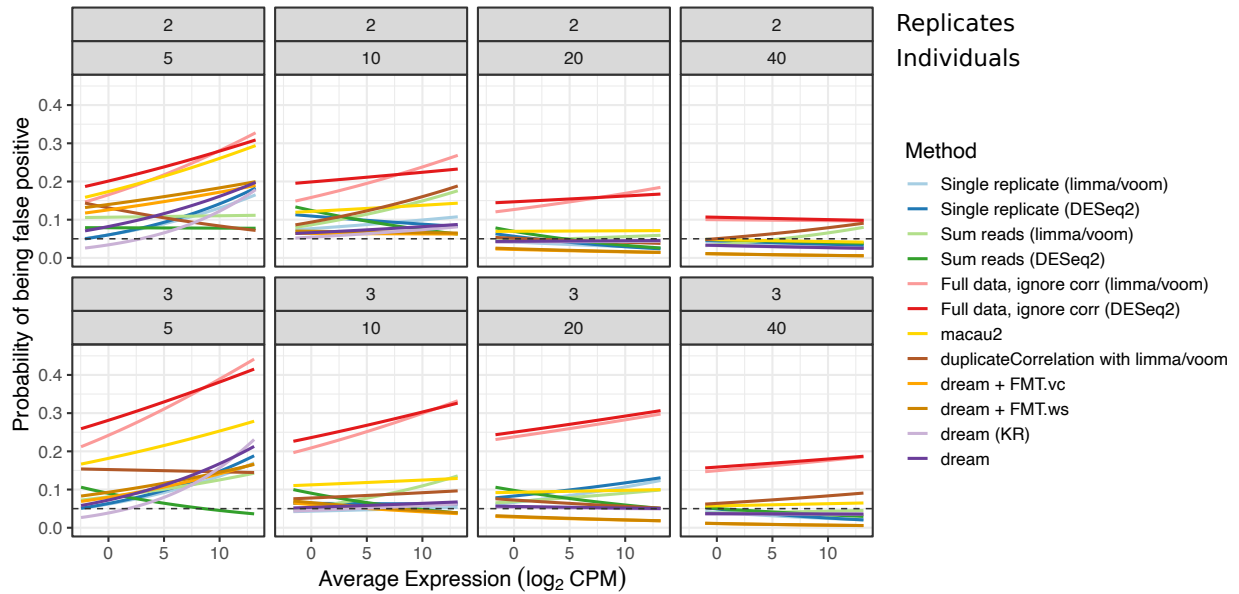 2 2 2 2 Replicates
5 10 20 40 Individuals
0.4
0.3
0.2
0.1
0.0
3 3 3 3
5 10 20 40
0.4
0.3
0.2
0.1
0.0
0 5 10 0 5 10 0 5 10 0 5 10
Average Expression (log₂ CPM)
Probability of being false positive
Method
Single replicate (limma/voom)
Single replicate (DESeq2)
Sum reads (limma/voom)
Sum reads (DESeq2)
Full data, ignore corr (limma/voom)
Full data, ignore corr (DESeq2)
macau2
duplicateCorrelation with limma/voom
dream + FMT.vc
dream + FMT.ws
dream (KR)
dream